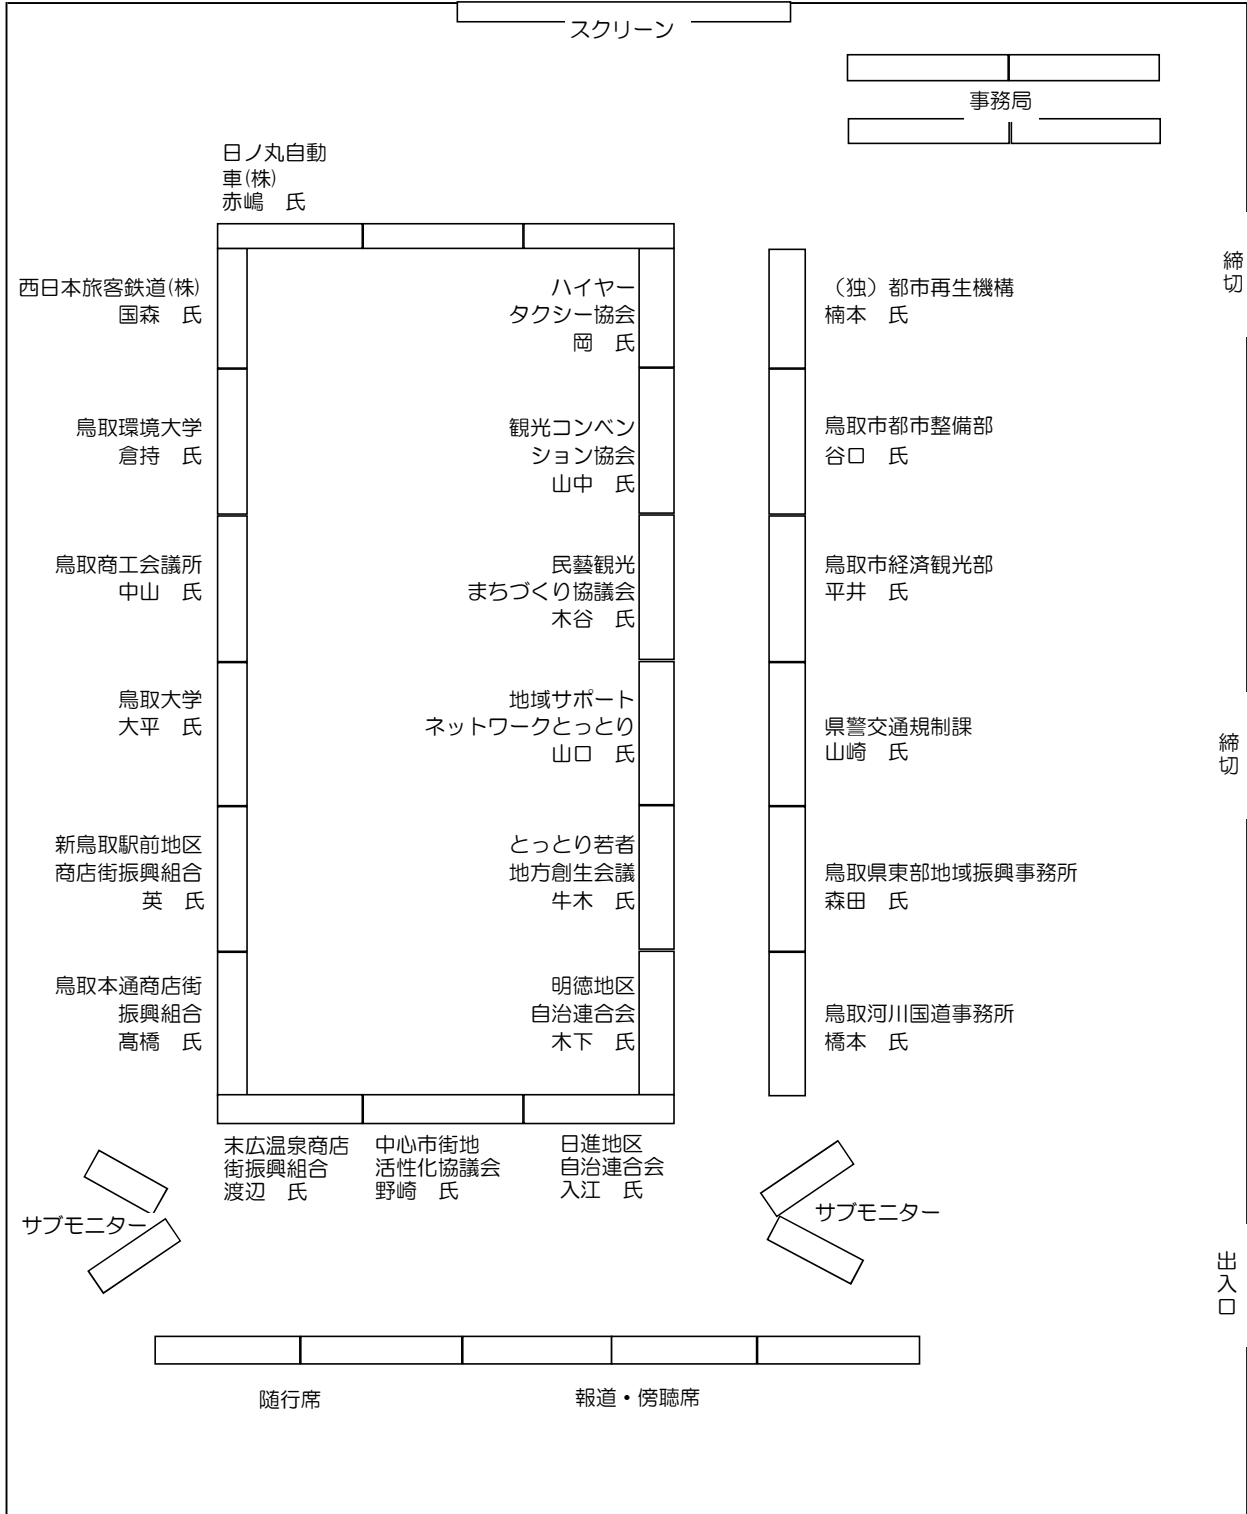 スクリーン
事務局
日ノ丸自動
車(株)
赤嶋　氏
西日本旅客鉄道(株)
国森　氏
鳥取環境大学
倉持　氏
鳥取商工会議所
中山　氏
鳥取大学
大平　氏
新鳥取駅前地区
商店街振興組合
英　氏
鳥取本通商店街
振興組合
髙橋　氏
ハイヤー
タクシー協会
岡　氏
観光コンベン
ション協会
山中　氏
民藝観光
まちづくり協議会
木谷　氏
地域サポート
ネットワークとっとり
山口　氏
とっとり若者
地方創生会議
牛木　氏
明徳地区
自治連合会
木下　氏
（独）都市再生機構
楠本　氏
鳥取市都市整備部
谷口　氏
鳥取市経済観光部
平井　氏
県警交通規制課
山崎　氏
鳥取県東部地域振興事務所
森田　氏
鳥取河川国道事務所
橋本　氏
締切
締切
出入口
末広温泉商店
街振興組合
渡辺　氏
中心市街地
活性化協議会
野崎　氏
日進地区
自治連合会
入江　氏
サブモニター
サブモニター
随行席
報道・傍聴席